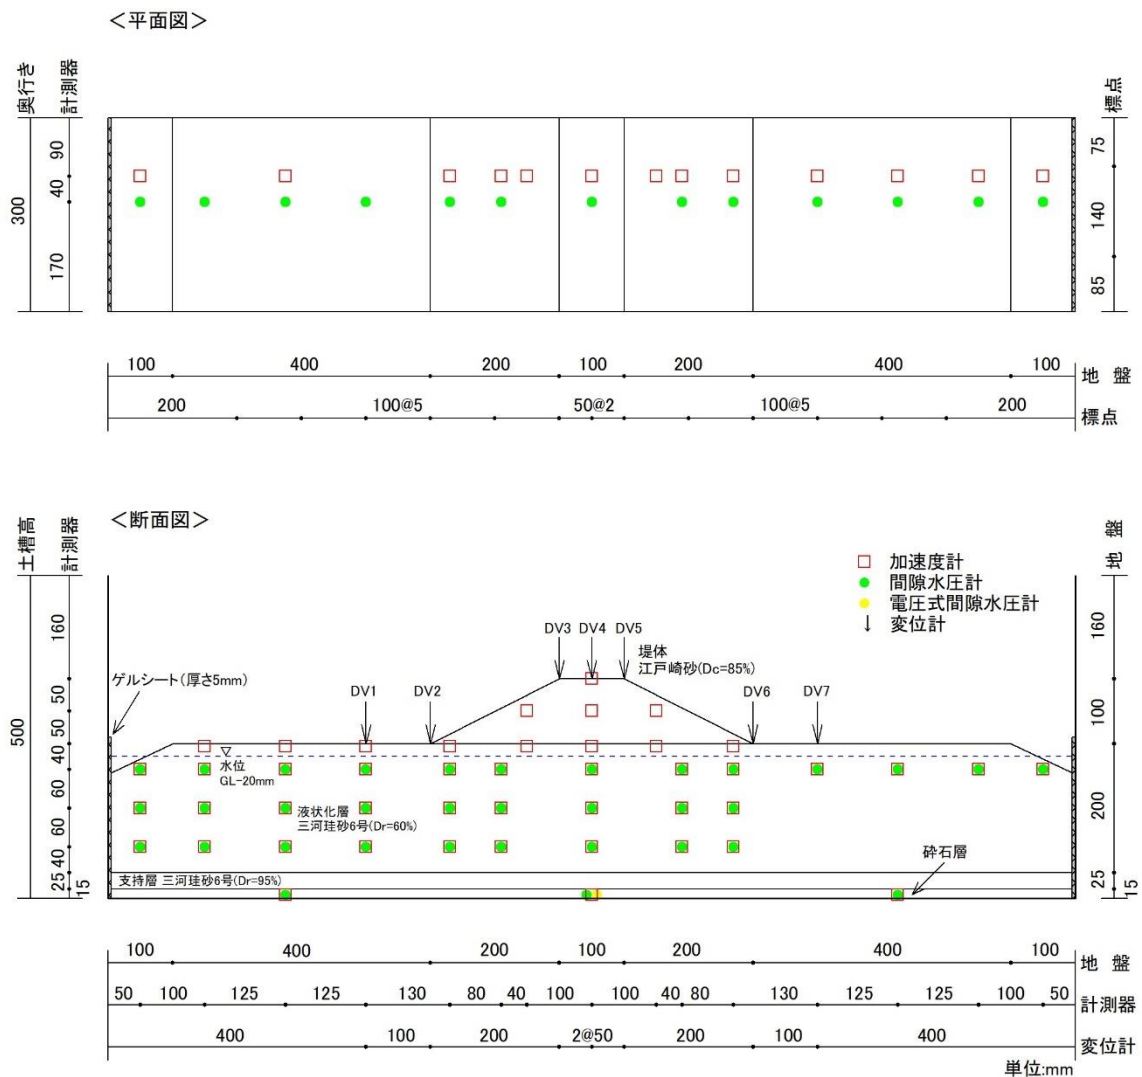 ＜平面図＞
奥行き
計測器
標点
300
90
40
170
75
140
85
100 400 200 100 200 400 100 地 盤
200 100@5 50@2 100@5 200 標点
＜断面図＞
土槽高
計測器
地 盤
500
160
50
50
40
60
60
40
25
15
160
100
200
25
15
□ 加速度計
● 間隙水圧計
● 電圧式間隙水圧計
↓ 変位計
DV3 DV4 DV5
堤体
江戸崎砂(Dc=85%)
ゲルシート(厚さ5mm)
DV1 DV2 DV6 DV7
▽
水位
GL-20mm
液状化層
三河珪砂6号(Dr=60%)
砕石層
支持層 三河珪砂6号(Dr=95%)
100 400 200 100 200 400 100 地 盤
50 100 125 125 130 80 40 100 100 40 80 130 125 125 100 50 計測器
400 100 200 2@50 200 100 400 変位計
単位:mm